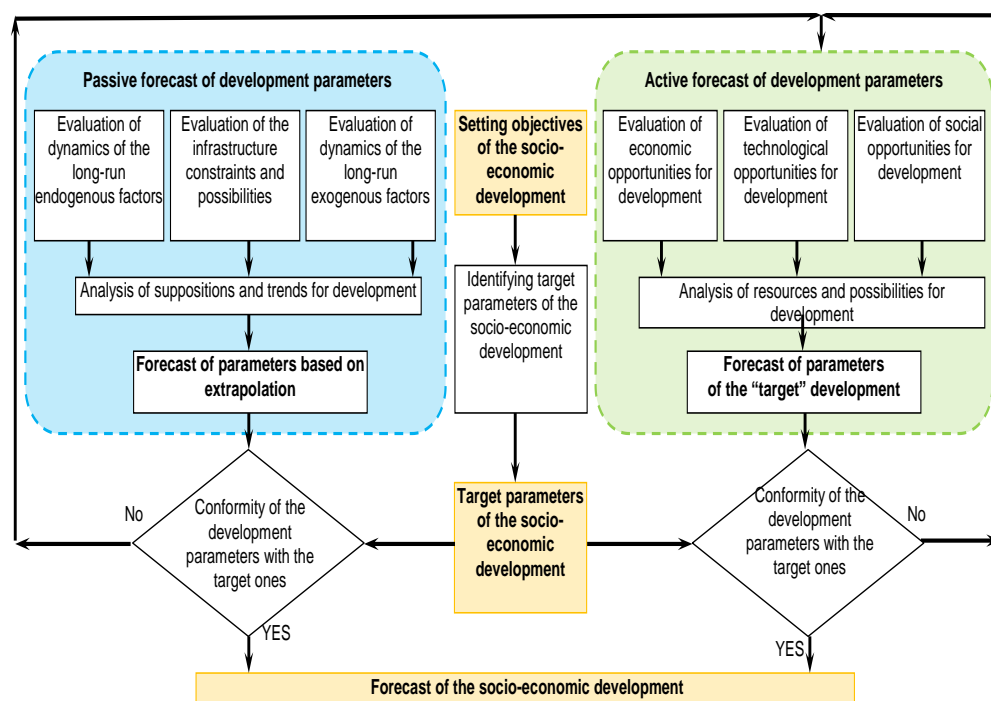 Passive forecast of development parameters
Evaluation of
dynamics of the
long-run
endogenous factors
Evaluation of the
infrastructure
constraints and
possibilities
Evaluation of
dynamics of the
long-run
exogenous factors
Analysis of suppositions and trends for development
Forecast of parameters based on
extrapolation
Setting objectives
of the socio-
economic
development
Identifying target
parameters of the
socio-economic
development
Active forecast of development parameters
Evaluation of
economic
opportunities for
development
Evaluation of
technological
opportunities for
development
Evaluation of social
opportunities for
development
Analysis of resources and possibilities for
development
Forecast of parameters
of the “target” development
No
Conformity of the
development
parameters with the
target ones
YES
Target parameters
of the socio-
economic
development
Conformity of the
development
parameters with the
target ones
No
YES
Forecast of the socio-economic development